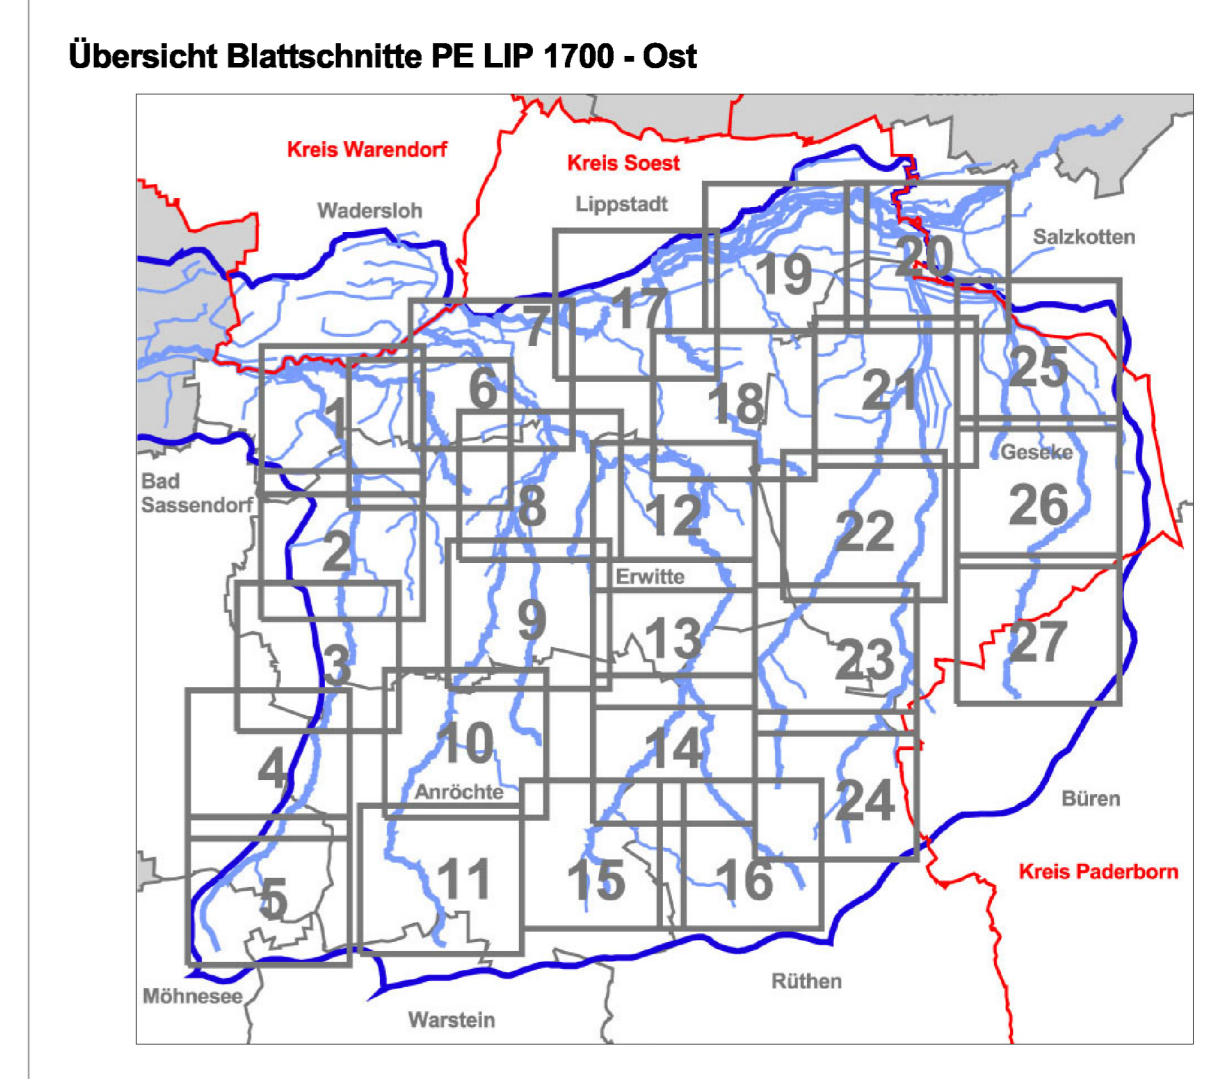 Übersicht Blattschnitte PE LIP 1700 - Ost
Kreis Warendorf
Kreis Soest
Wadersloh
Lippstadt
Salzkotten
20
19
17
7
25
6
21
18
1
Geseke
Bad
Sassendorf
26
8
12
22
2
Erwitte
9
13
27
3
23
10
14
4
Anröchte
24
Büren
Kreis Paderborn
11
15
16
5
Rüthen
Möhnesee
Warstein